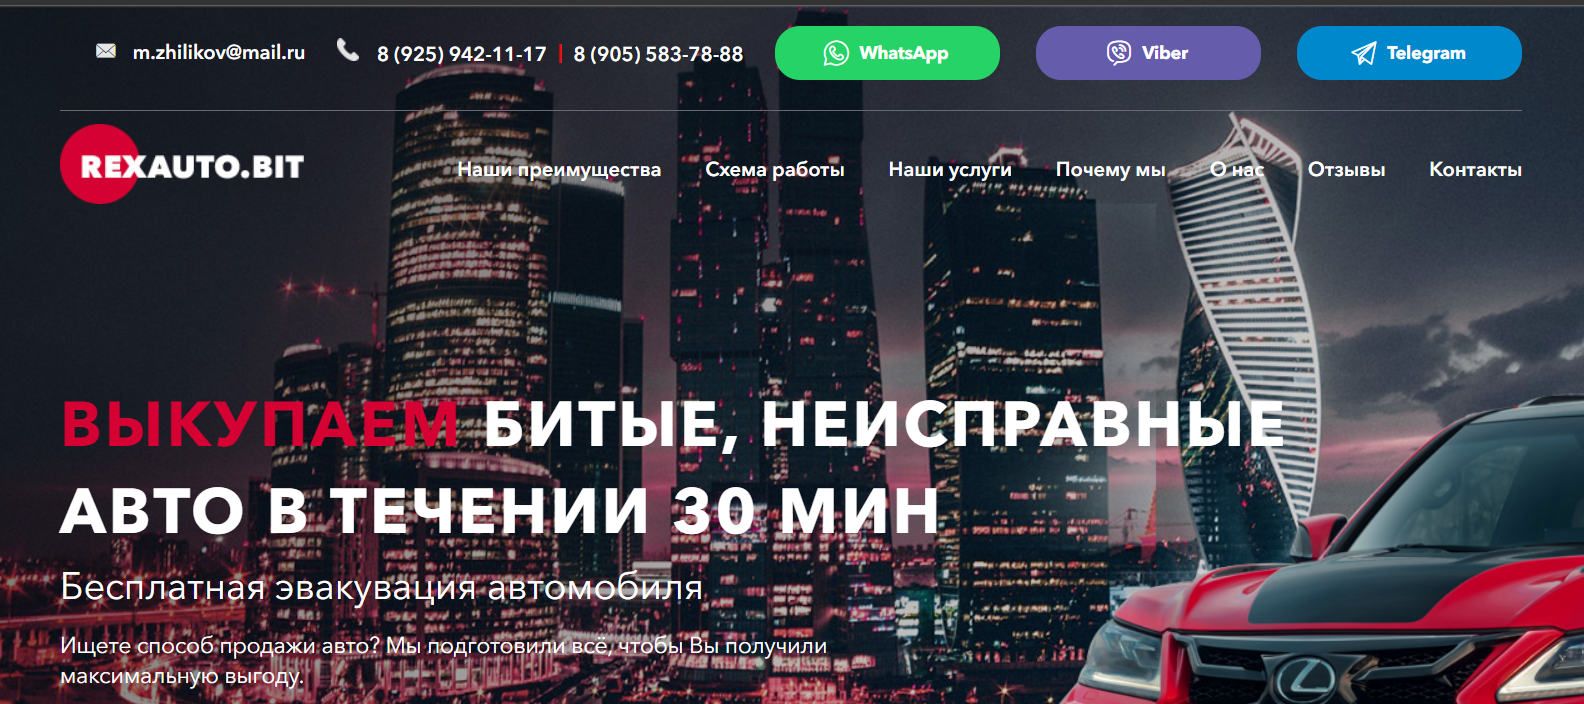 m.zhilikov@mail.ru
8 (925) 942-11-17 | 8 (905) 583-78-88
WhatsApp
Viber
Telegram
REXAUTO.BIT
Наши преимущества
Схема работы
Наши услуги
Почему мы
О нас
Отзывы
Контакты
ВЫКУПАЕМ БИТЫЕ, НЕИСПРАВНЫЕ
АВТО В ТЕЧЕНИИ 30 МИН
Бесплатная эвакувация автомобиля
Ищете способ продажи авто? Мы подготовили всё, чтобы Вы получили
максимальную выгоду.